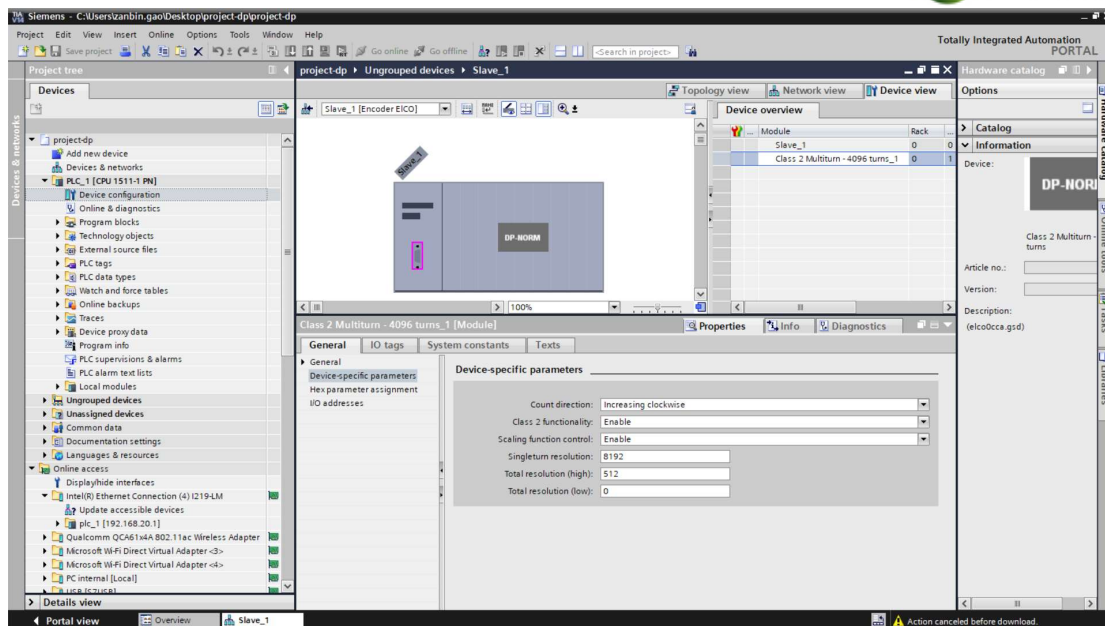 Siemens - C:\Users\zanbin.gao\Desktop\project-dp\project-dp
Project Edit View Insert Online Options Tools Window Help
Save project Go online Go offline <Search in project>
Totally Integrated Automation
PORTAL
Project tree
project-dp Ungrouped devices Slave_1
Hardware catalog
Devices
Topology view Network view Device view
Options
Slave_1 [Encoder ElCO]
Device overview
Module Rack
Slave_1 0 0
Class 2 Multiturn - 4096 turns_1 0 1
Catalog
Information
Device:
DP-NORM
Class 2 Multiturn -
turns
Article no.:
Version:
Description:
(elco0cca.gsd)
Devices & networks
project-dp
Add new device
Devices & networks
PLC_1 [CPU 1511-1 PN]
Device configuration
Online & diagnostics
Program blocks
Technology objects
External source files
PLC tags
PLC data types
Watch and force tables
Online backups
Traces
Device proxy data
Program info
PLC supervisions & alarms
PLC alarm text lists
Local modules
Ungrouped devices
Unassigned devices
Common data
Documentation settings
Languages & resources
Online access
Display/hide interfaces
Intel(R) Ethernet Connection (4) I219-LM
Update accessible devices
plc_1 [192.168.20.1]
Qualcomm QCA61x4A 802.11ac Wireless Adapter
Microsoft Wi-Fi Direct Virtual Adapter <3>
Microsoft Wi-Fi Direct Virtual Adapter <4>
PC internal [Local]
USB [S7USB]
Details view
Slave_1
DP-NORM
100%
Class 2 Multiturn - 4096 turns_1 [Module]
Properties Info Diagnostics
General IO tags System constants Texts
General
Device-specific parameters
Hex parameter assignment
I/O addresses
Device-specific parameters
Count direction: Increasing clockwise
Class 2 functionality: Enable
Scaling function control: Enable
Singleturn resolution: 8192
Total resolution (high): 512
Total resolution (low): 0
Hardware catalog
Online tools
Tasks
Libraries
Portal view Overview Slave_1
Action canceled before download.